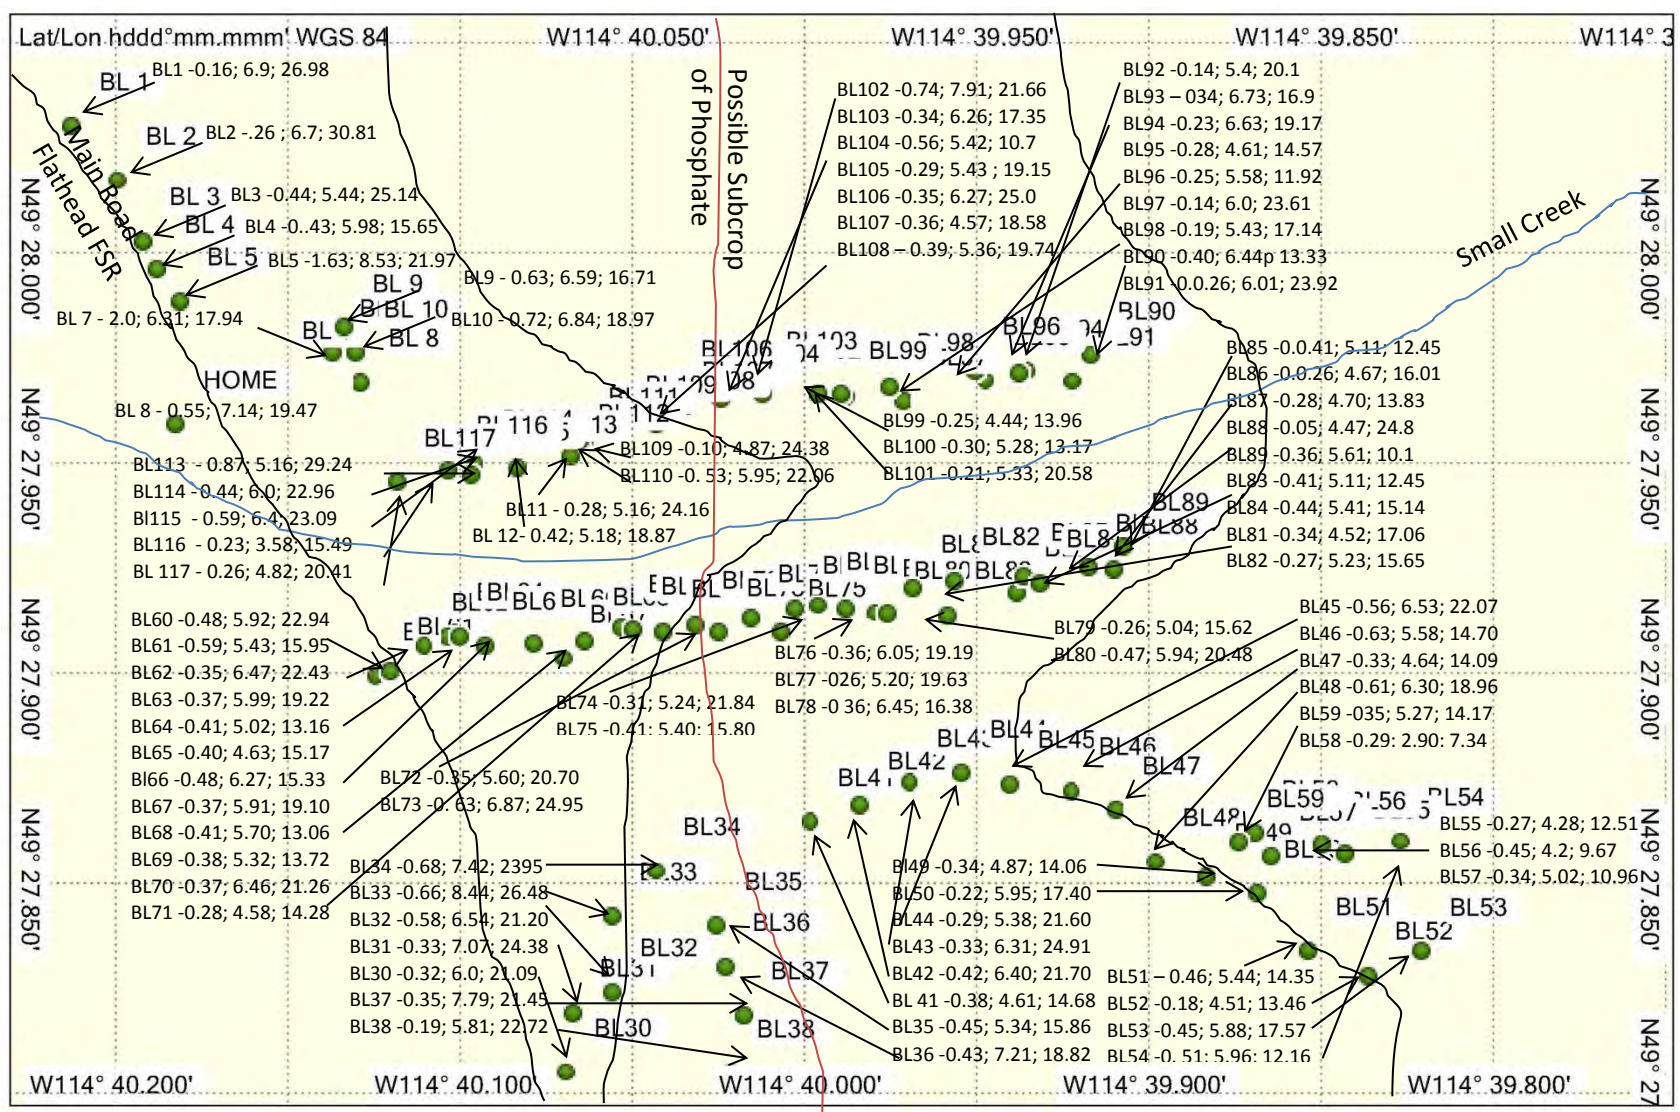 Lat/Lon hddd°mm.mmm' WGS 84
W114° 40.050'
W114° 39.950'
W114° 39.850'
W114° 3
BL 1
BL1 -0.16; 6.9, 26.98
BL 2
BL2 -.26 ; 6.7, 30.81
BL 3
BL3 -0.44; 5.44; 25.14
BL 4
BL4 -0..43; 5.98; 15.65
BL 5
BL5 -1.63; 8.53, 21.97
Main Road
Flathead FSR
Possible Subcrop
of Phosphate
Small Creek
BL102 -0.74; 7.91; 21.66
BL103 -0.34; 6.26; 17.35
BL104 -0.56; 5.42; 10.7
BL105 -0.29; 5.43 ; 19.15
BL106 -0.35; 6.27; 25.0
BL107 -0.36; 4.57; 18.58
BL108 – 0.39; 5.36; 19.74
BL92 -0.14; 5.4; 20.1
BL93 – 034; 6.73; 16.9
BL94 -0.23; 6.63; 19.17
BL95 -0.28; 4.61; 14.57
BL96 -0.25; 5.58; 11.92
BL97 -0.14; 6.0; 23.61
BL98 -0.19; 5.43; 17.14
BL90 -0.40; 6.44p 13.33
BL91 -0.0.26; 6.01; 23.92
N49° 28.000'
N49° 28.000'
BL9 - 0.63; 6.59; 16.71
BL 9
BL 10
BL10 - 0.72; 6.84; 18.97
BL 8
BL 7 - 2.0; 6.31; 17.94
BL
HOME
BL 8 - 0.55; 7.14; 19.47
BL90
BL96
BL99
BL117
116
13
BL85 -0.0.41; 5.11; 12.45
BL86 -0.0.26; 4.67; 16.01
BL87 -0.28; 4.70; 13.83
BL88 -0.05; 4.47; 24.8
BL89 -0.36; 5.61; 10.1
BL83 -0.41; 5.11; 12.45
BL84 -0.44; 5.41; 15.14
BL81 -0.34; 4.52; 17.06
BL82 -0.27; 5.23; 15.65
BL99 -0.25; 4.44; 13.96
BL100 -0.30; 5.28; 13.17
BL101 -0.21; 5.33; 20.58
BL109 -0.10; 4.87; 24.38
BL110 -0. 53; 5.95; 22.06
BL11 - 0.28; 5.16; 24.16
BL 12- 0.42; 5.18; 18.87
BL113 - 0.87; 5.16; 29.24
BL114 - 0.44; 6.0; 22.96
Bl115 - 0.59; 6.4; 23.09
BL116 - 0.23; 3.58; 15.49
BL 117 - 0.26; 4.82; 20.41
N49° 27.950'
N49° 27.950'
BL89
BL88
BL82
BL75
BL60 -0.48; 5.92; 22.94
BL61 -0.59; 5.43; 15.95
BL62 -0.35; 6.47; 22.43
BL63 -0.37; 5.99; 19.22
BL64 -0.41; 5.02; 13.16
BL65 -0.40; 4.63; 15.17
Bl66 -0.48; 6.27; 15.33
BL67 -0.37; 5.91; 19.10
BL68 -0.41; 5.70; 13.06
BL69 -0.38; 5.32; 13.72
BL70 -0.37; 6.46; 21.26
BL71 -0.28; 4.58; 14.28
BL72 -0.35; 5.60; 20.70
BL73 -0. 63; 6.87; 24.95
BL74 -0.31; 5.24; 21.84
BL75 -0.41; 5.40; 15.80
BL76 -0.36; 6.05; 19.19
BL77 -026; 5.20; 19.63
BL78 -0 36; 6.45; 16.38
BL79 -0.26; 5.04; 15.62
BL80 -0.47; 5.94; 20.48
BL45 -0.56; 6.53; 22.07
BL46 -0.63; 5.58; 14.70
BL47 -0.33; 4.64; 14.09
BL48 -0.61; 6.30; 18.96
BL59 -035; 5.27; 14.17
BL58 -0.29: 2.90: 7.34
N49° 27.900'
N49° 27.900'
BL41
BL42
BL45
BL46
BL47
BL48
BL59
BL54
BL55 -0.27; 4.28; 12.51
BL56 -0.45; 4.2; 9.67
BL57 -0.34; 5.02; 10.96
BL34
BL33
BL35
BL36
BL32
BL31
BL37
BL30
BL38
BL34 -0.68; 7.42; 2395
BL33 -0.66; 8.44; 26.48
BL32 -0.58; 6.54; 21.20
BL31 -0.33; 7.07; 24.38
BL30 -0.32; 6.0; 21.09
BL37 -0.35; 7.79; 21.45
BL38 -0.19; 5.81; 22.72
Bl49 -0.34; 4.87; 14.06
BL50 -0.22; 5.95; 17.40
BL44 -0.29; 5.38; 21.60
BL43 -0.33; 6.31; 24.91
BL42 -0.42; 6.40; 21.70
BL 41 -0.38; 4.61; 14.68
BL35 -0.45; 5.34; 15.86
BL36 -0.43; 7.21; 18.82
BL51
BL53
BL52
BL51 – 0.46; 5.44; 14.35
BL52 -0.18; 4.51; 13.46
BL53 -0.45; 5.88; 17.57
BL54 -0. 51; 5.96; 12.16
N49° 27.850'
N49° 27.850'
N49° 27
W114° 40.200'
W114° 40.100'
W114° 40.000'
W114° 39.900'
W114° 39.800'